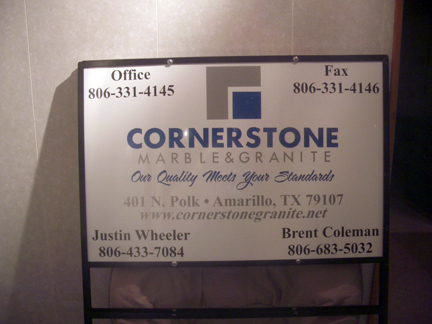 Office Fax
806-331-4145 806-331-4146
CORNERSTONE
MARBLE & GRANITE
Our Quality Meets Your Standards
401 N. Polk • Amarillo, TX 79107
www.cornerstonegranite.net
Justin Wheeler Brent Coleman
806-433-7084 806-683-5032